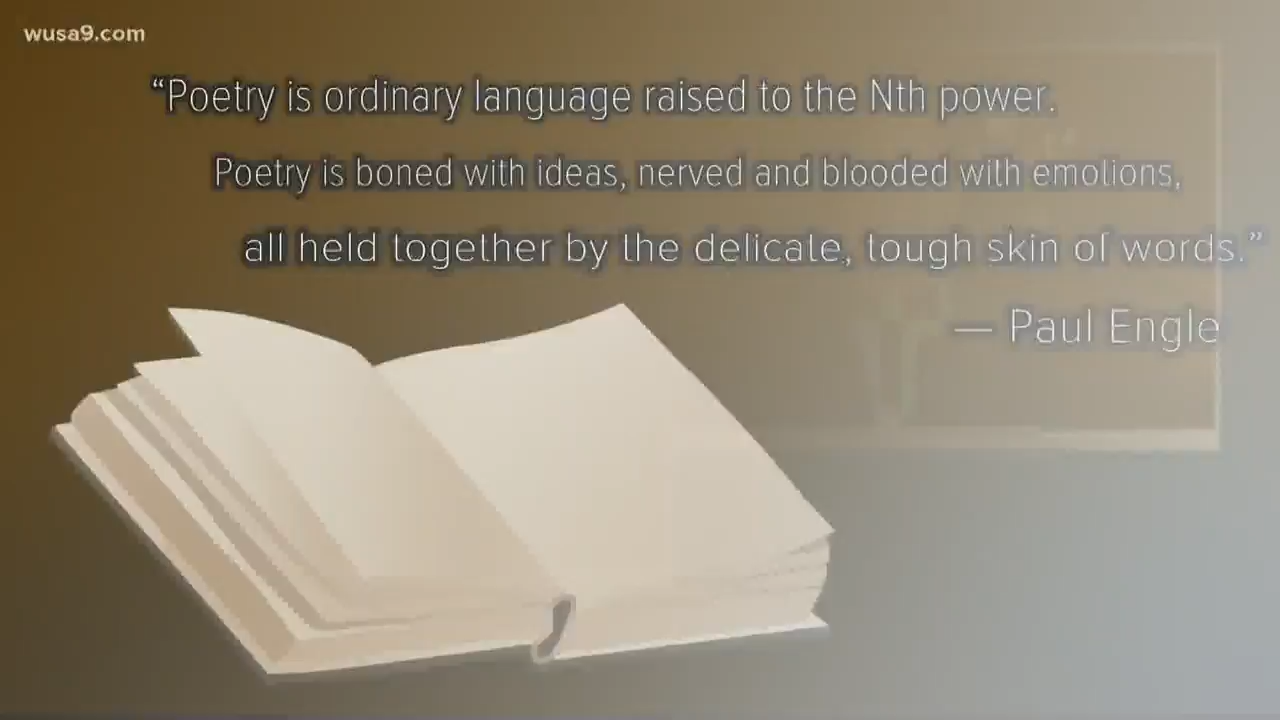 wusa9.com
“Poetry is ordinary language raised to the Nth power.
Poetry is boned with ideas, nerved and blooded with emotions,
all held together by the delicate, tough skin of words.”
— Paul Engle